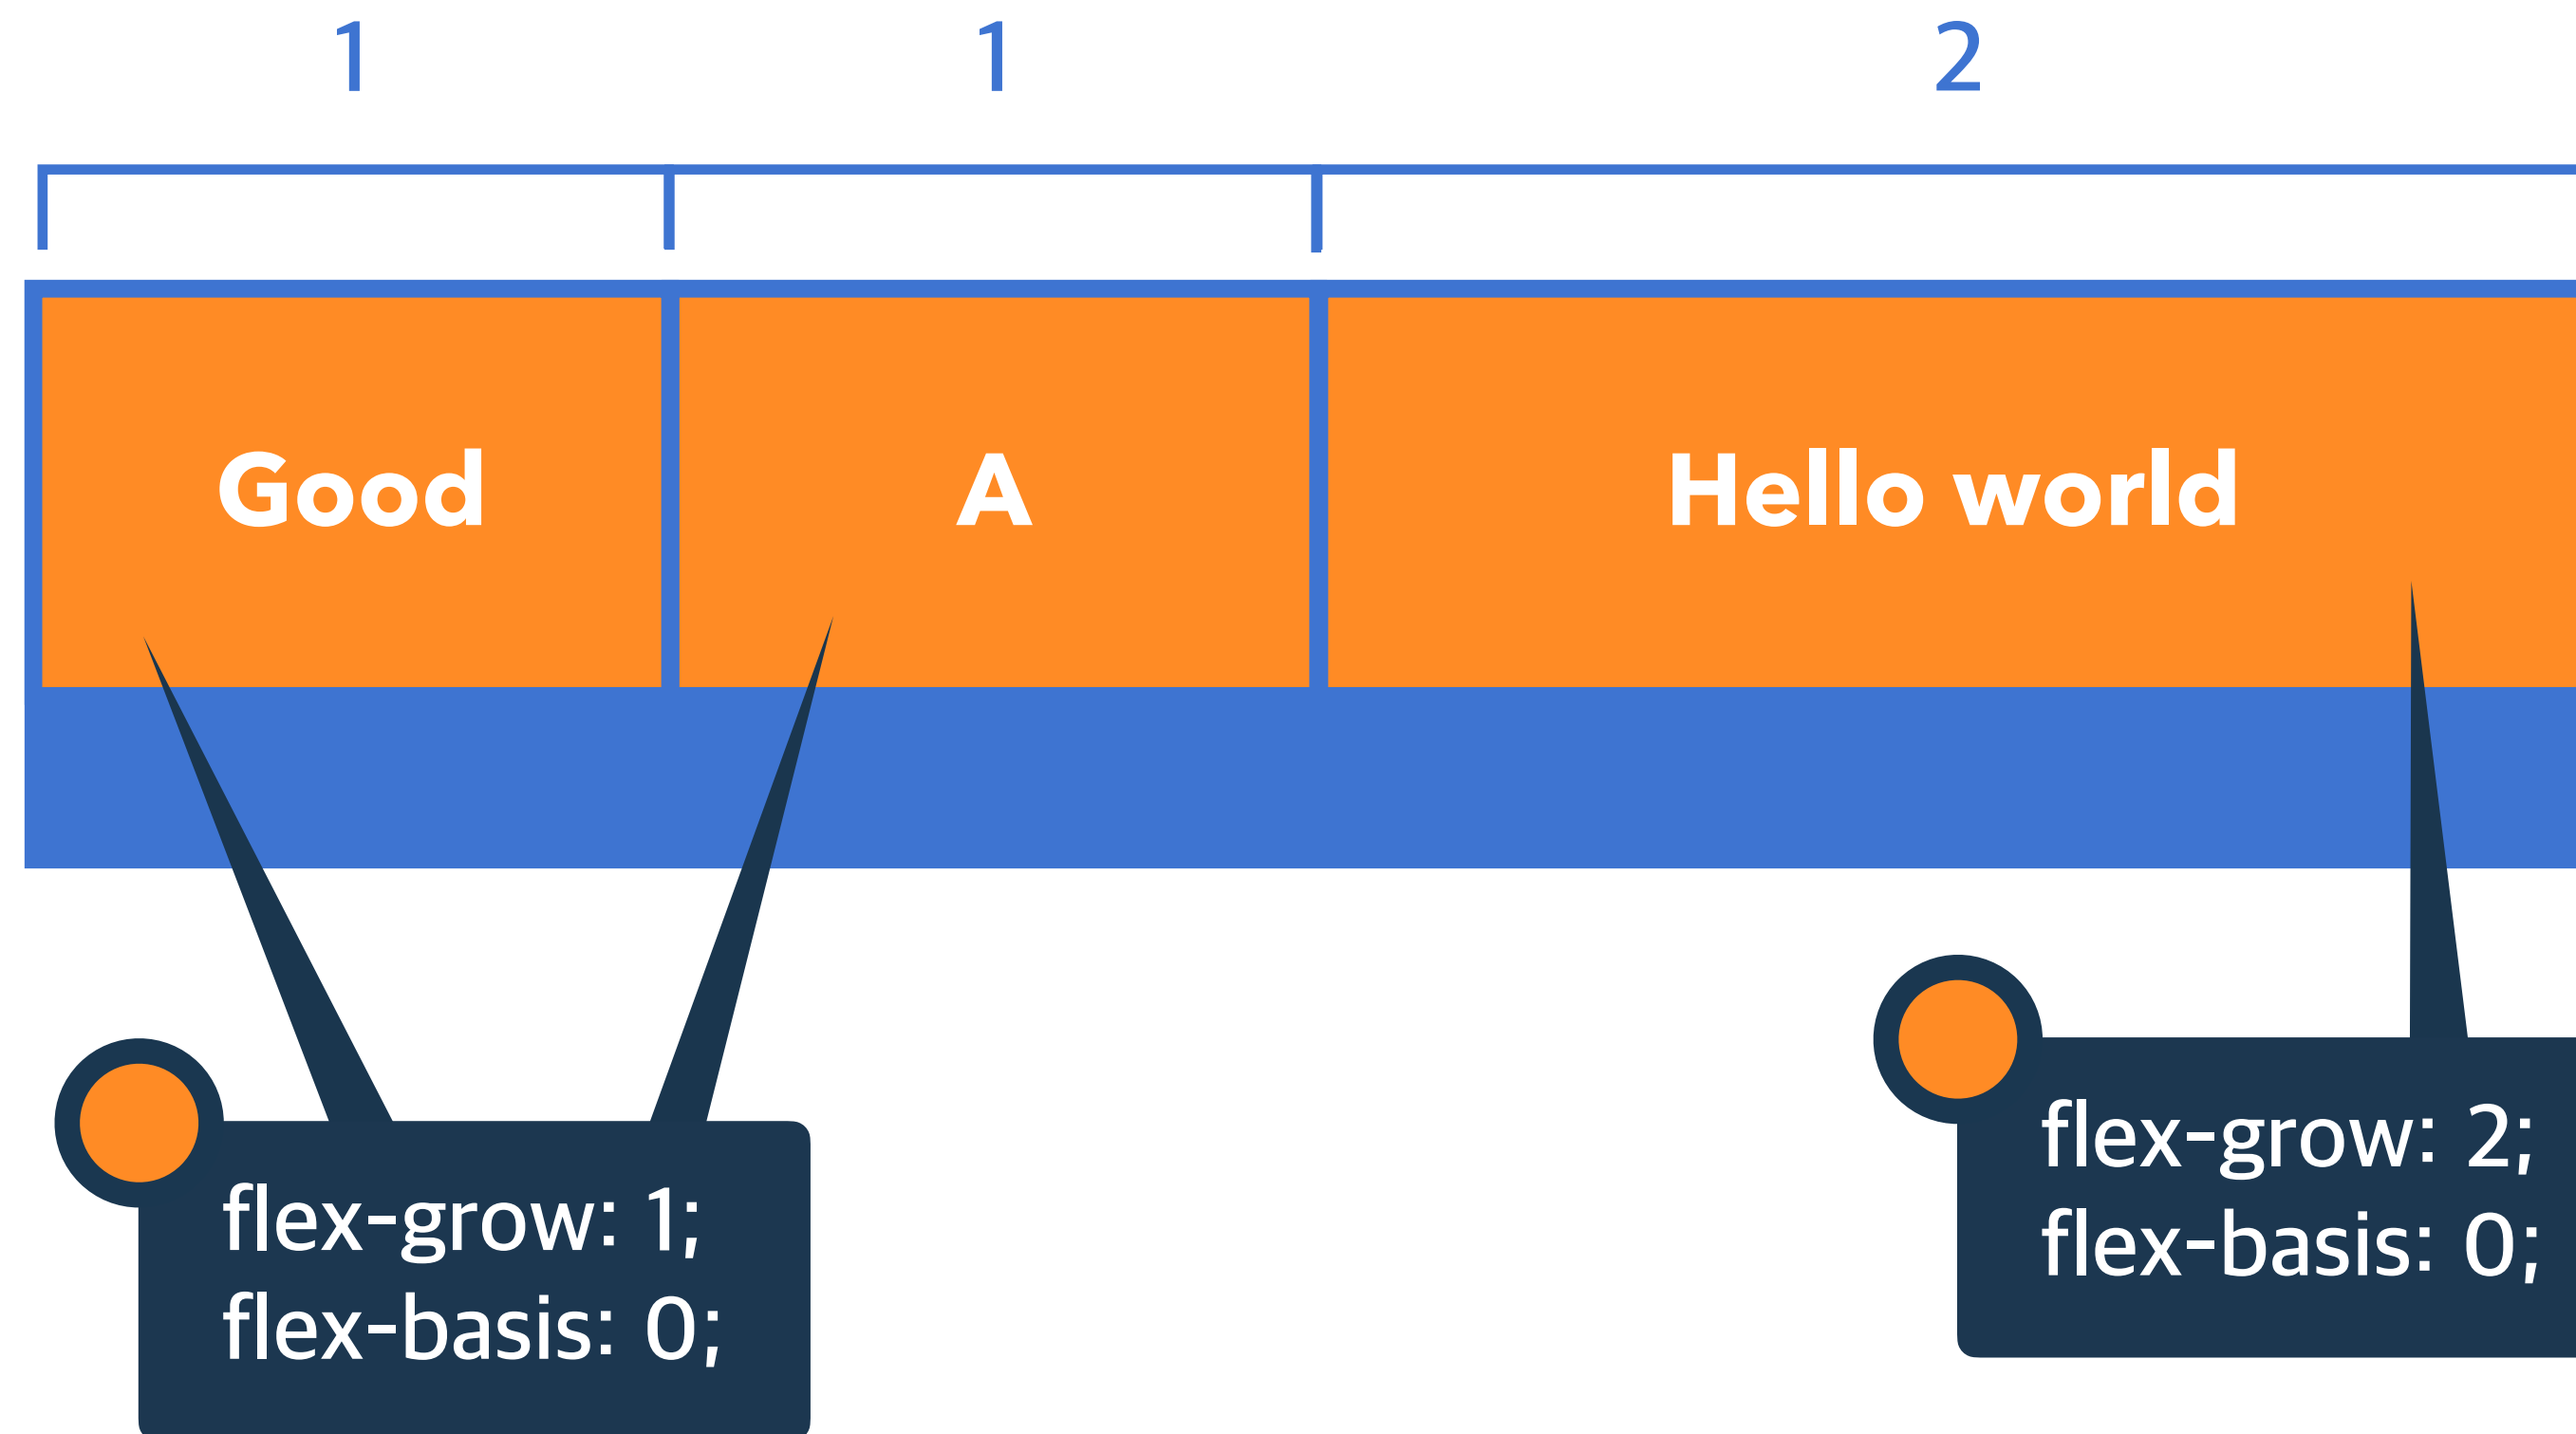 1 1 2
Good A Hello world
flex-grow: 1;
flex-basis: 0;
flex-grow: 2;
flex-basis: 0;